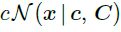 c𝒩(x | c, C)